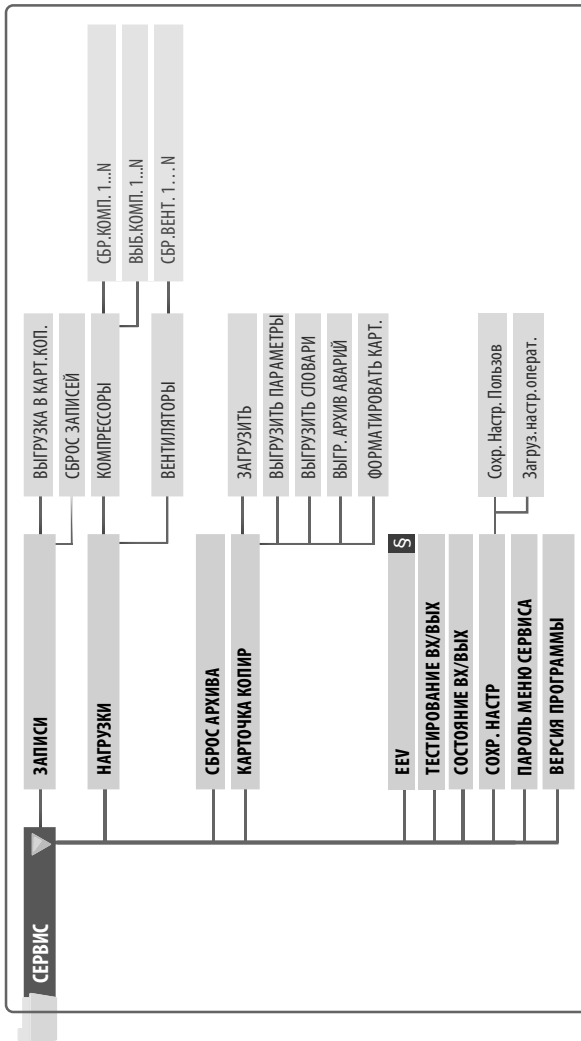 СЕРВИС
ЗАПИСИ
ВЫГРУЗКА В КАРТ.КОП.
СБРОС ЗАПИСЕЙ
НАГРУЗКИ
КОМПРЕССОРЫ
СБР.КОМП. 1...N
ВЫБ.КОМП. 1...N
ВЕНТИЛЯТОРЫ
СБР.ВЕНТ. 1 . . . N
СБРОС АРХИВА
КАРТОЧКА КОПИР
ЗАГРУЗИТЬ
ВЫГРУЗИТЬ ПАРАМЕТРЫ
ВЫГРУЗИТЬ СЛОВАРИ
ВЫГР. АРХИВ АВАРИЙ
ФОРМАТИРОВАТЬ КАРТ.
EEV §
ТЕСТИРОВАНИЕ ВХ/ВЫХ
СОСТОЯНИЕ ВХ/ВЫХ
СОХР. НАСТР
Сохр. Настр. Пользов
Загруз.настр.операт.
ПАРОЛЬ МЕНЮ СЕРВИСА
ВЕРСИЯ ПРОГРАММЫ